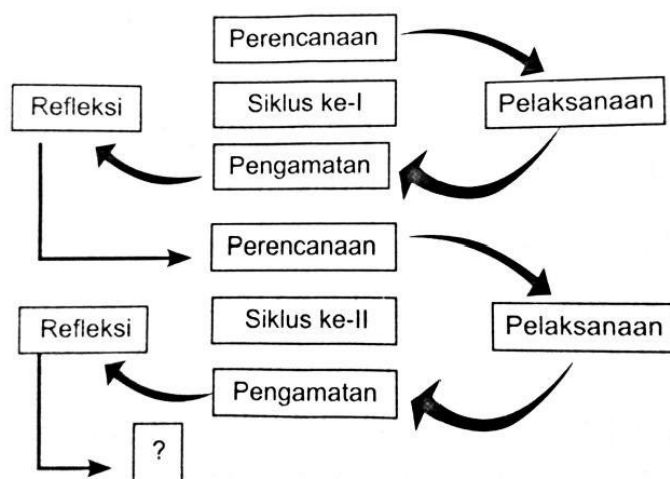 Perencanaan
Refleksi
Siklus ke-I
Pelaksanaan
Pengamatan
Perencanaan
Refleksi
Siklus ke-II
Pelaksanaan
Pengamatan
?